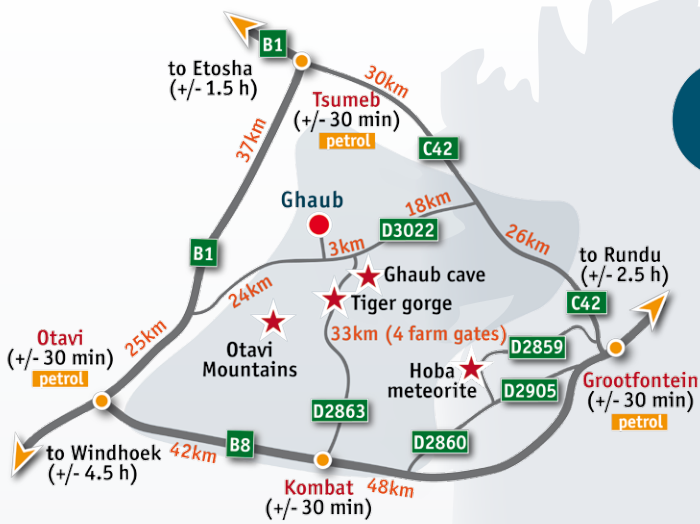 B1
to Etosha
(+/- 1.5 h)
30km
Tsumeb
(+/- 30 min)
petrol
37km
C42
Ghaub
18km
D3022
26km
B1
3km
to Rundu
(+/- 2.5 h)
Ghaub cave
24km
Tiger gorge
C42
25km
33km (4 farm gates)
Otavi
(+/- 30 min)
petrol
Otavi
Mountains
D2859
Hoba
meteorite
D2905
Grootfontein
(+/- 30 min)
petrol
D2863
to Windhoek
(+/- 4.5 h)
42km
B8
D2860
Kombat
(+/- 30 min)
48km